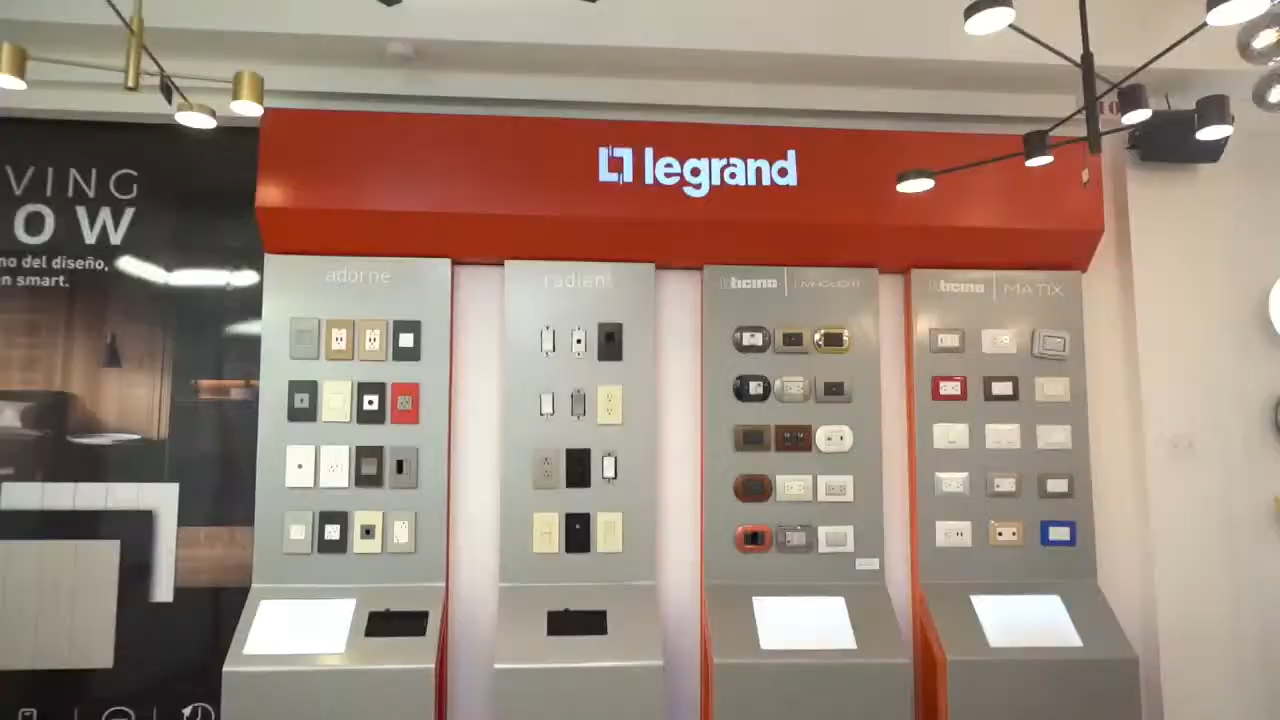 legrand
VING
OW
no del diseño,
n smart.
adorne
radiant
bticino | LIVINGLIGHT
bticino | MATIX